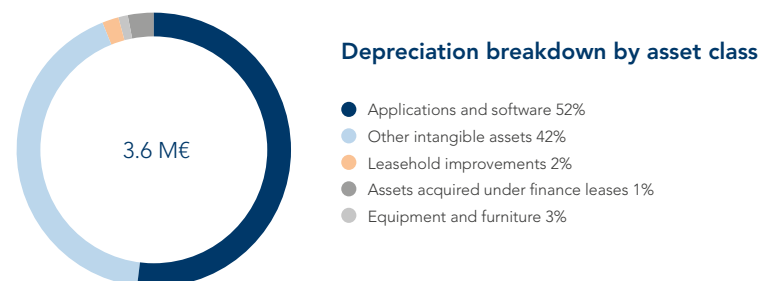 Depreciation breakdown by asset class
3.6 M€
Applications and software 52%
Other intangible assets 42%
Leasehold improvements 2%
Assets acquired under finance leases 1%
Equipment and furniture 3%